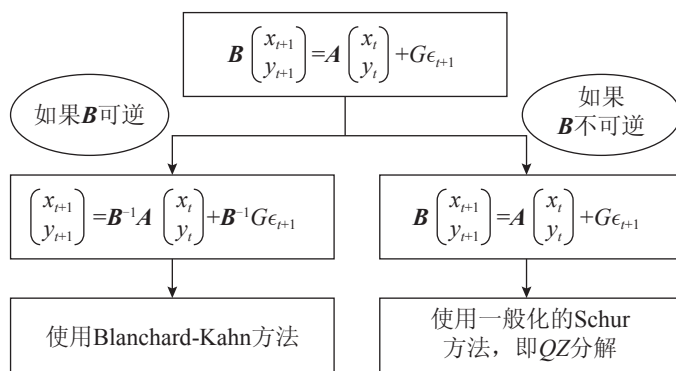 B (x_{t+1} y_{t+1}) = A (x_t y_t) + Gϵ_{t+1}
如果B可逆
如果
B不可逆
(x_{t+1} y_{t+1}) = B^{-1}A (x_t y_t) + B^{-1}Gϵ_{t+1}
B (x_{t+1} y_{t+1}) = A (x_t y_t) + Gϵ_{t+1}
使用Blanchard-Kahn方法
使用一般化的Schur
方法，即QZ分解